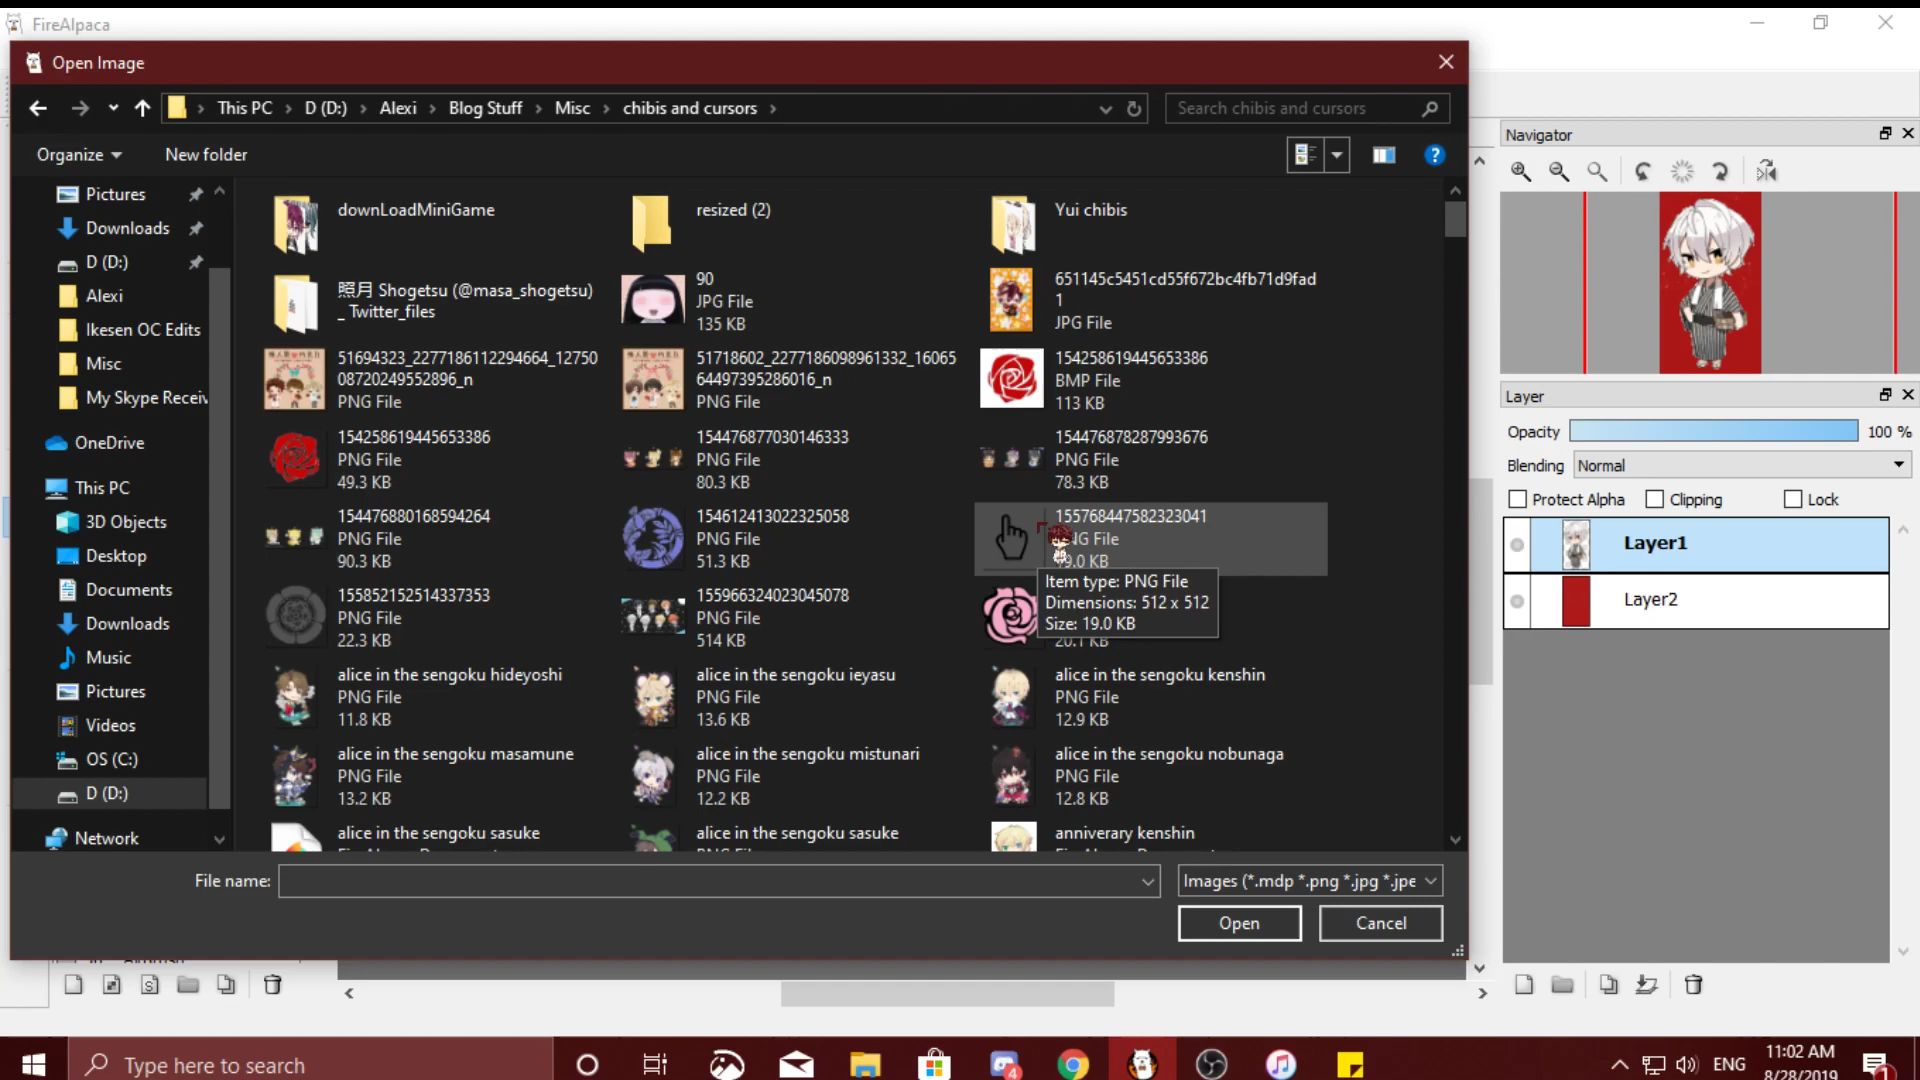 FireAlpaca
Open Image
This PC > D (D:) > Alexi > Blog Stuff > Misc > chibis and cursors >
Search chibis and cursors
Organize
New folder
Pictures
Downloads
D (D:)
Alexi
Ikesen OC Edits
Misc
My Skype Receiv
OneDrive
This PC
3D Objects
Desktop
Documents
Downloads
Music
Pictures
Videos
OS (C:)
D (D:)
Network
downLoadMiniGame
resized (2)
Yui chibis
照月 Shogetsu (@masa_shogetsu)
_ Twitter_files
90
JPG File
135 KB
651145c5451cd55f672bc4fb71d9fad
1
JPG File
51694323_2277186112294664_12750
08720249552896_n
PNG File
51718602_2277186098961332_16065
64497395286016_n
PNG File
154258619445653386
BMP File
113 KB
154258619445653386
PNG File
49.3 KB
154476877030146333
PNG File
80.3 KB
154476878287993676
PNG File
78.3 KB
154476880168594264
PNG File
90.3 KB
154612413022325058
PNG File
51.3 KB
155768447582323041
File
Item type: PNG File
Dimensions: 512 x 512
Size: 19.0 KB
155852152514337353
PNG File
22.3 KB
155966324023045078
PNG File
514 KB
20.1 KB
alice in the sengoku hideyoshi
PNG File
11.8 KB
alice in the sengoku ieyasu
PNG File
13.6 KB
alice in the sengoku kenshin
PNG File
12.9 KB
alice in the sengoku masamune
PNG File
13.2 KB
alice in the sengoku mistunari
PNG File
12.2 KB
alice in the sengoku nobunaga
PNG File
12.8 KB
alice in the sengoku sasuke
alice in the sengoku sasuke
anniverary kenshin
File name:
Images (*.mdp *.png *.jpg *.jpe
Open
Cancel
Navigator
Layer
Opacity
100 %
Blending
Normal
Protect Alpha
Clipping
Lock
Layer1
Layer2
Type here to search
4
ENG
11:02 AM
8/28/2019
1